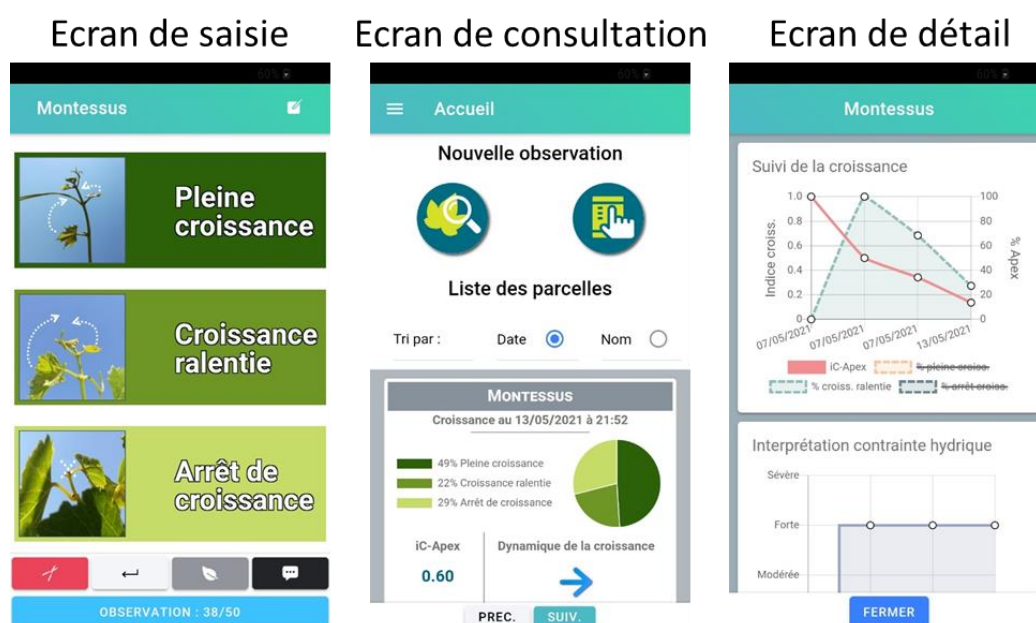 Ecran de saisie
Ecran de consultation
Ecran de détail
60%
Montessus
Pleine
croissance
Croissance
ralentie
Arrêt de
croissance
OBSERVATION : 38/50
60%
Accueil
Nouvelle observation
Liste des parcelles
Tri par :
Date
Nom
MONTESSUS
Croissance au 13/05/2021 à 21:52
49% Pleine croissance
22% Croissance ralentie
29% Arrêt de croissance
iC-Apex
Dynamique de la croissance
0.60
PREC.
SUIV.
60%
Montessus
Suivi de la croissance
1.0
0.8
0.6
0.4
0.2
0
Indice croiss.
100
80
60
40
20
0
% Apex
07/05/2021
07/05/2021
07/05/2021
13/05/2021
iC-Apex
% pleine croiss.
% croiss. ralentie
% arrêt croiss.
Interprétation contrainte hydrique
Sévère
Forte
Modérée
FERMER